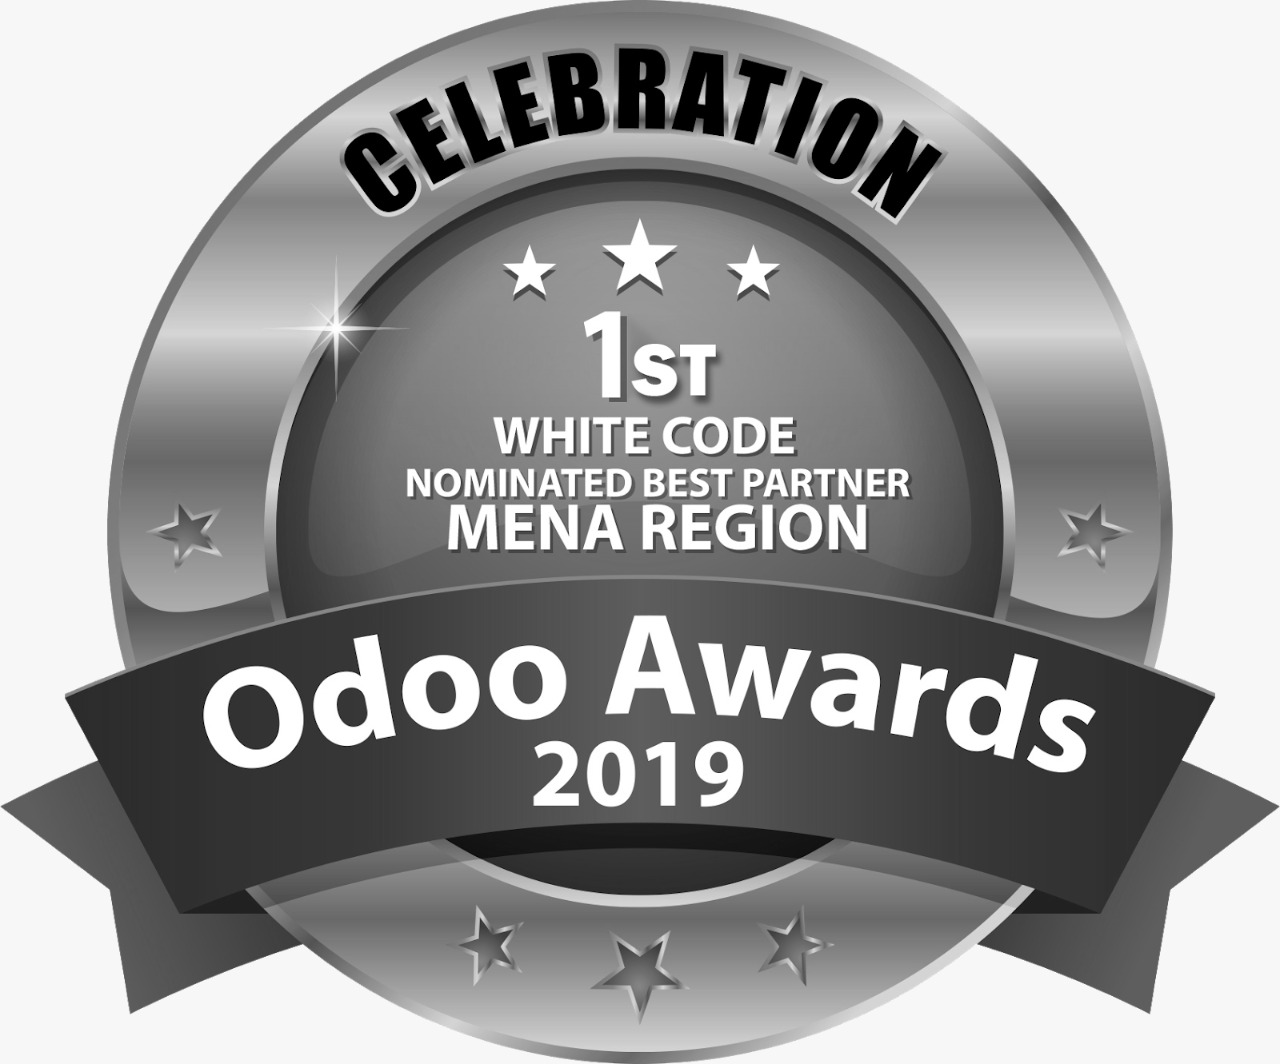 CELEBRATION
1ST
WHITE CODE
NOMINATED BEST PARTNER
MENA REGION
Odoo Awards
2019